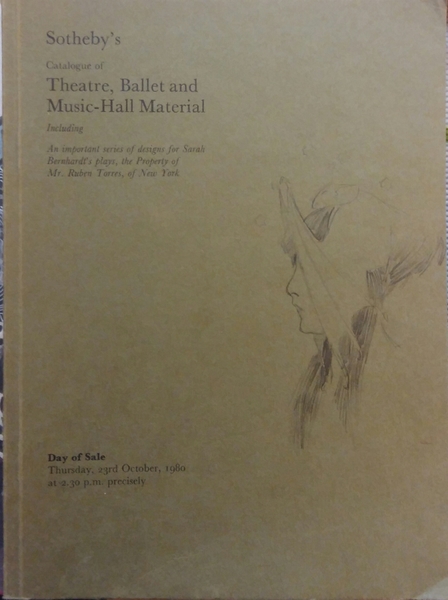 Sotheby's
Catalogue of
Theatre, Ballet and
Music-Hall Material
Including
An important series of designs for Sarah
Bernhardt's plays, the Property of
Mr. Ruben Torres, of New York
Day of Sale
Thursday, 23rd October, 1980
at 2.30 p.m. precisely